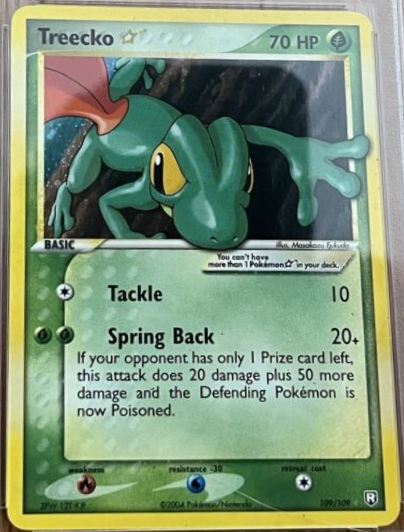 Treecko ☆ 70 HP
BASIC
illus. Masakazu Fukuda
You can't have
more than 1 Pokémon ☆ in your deck.
Tackle 10
Spring Back 20+
If your opponent has only 1 Prize card left,
this attack does 20 damage plus 50 more
damage and the Defending Pokémon is
now Poisoned.
weakness resistance -30 retreat cost
©2004 Pokémon/Nintendo 109/109 R